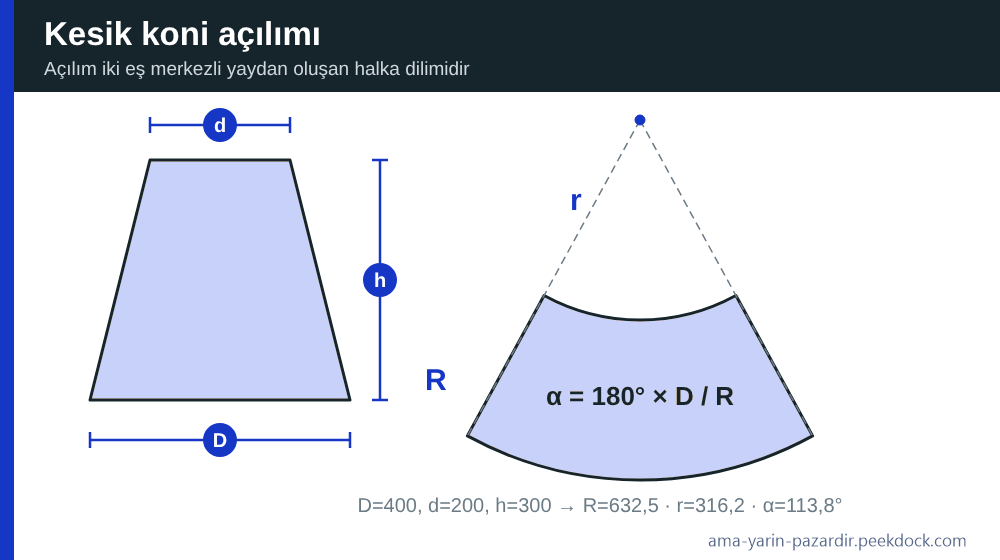 Kesik koni açılımı
Açılım iki eş merkezli yaydan oluşan halka dilimidir
d
r
h
R
α = 180° × D / R
D
D=400, d=200, h=300 → R=632,5 · r=316,2 · α=113,8°
ama-yarin-pazardir.peekdock.com